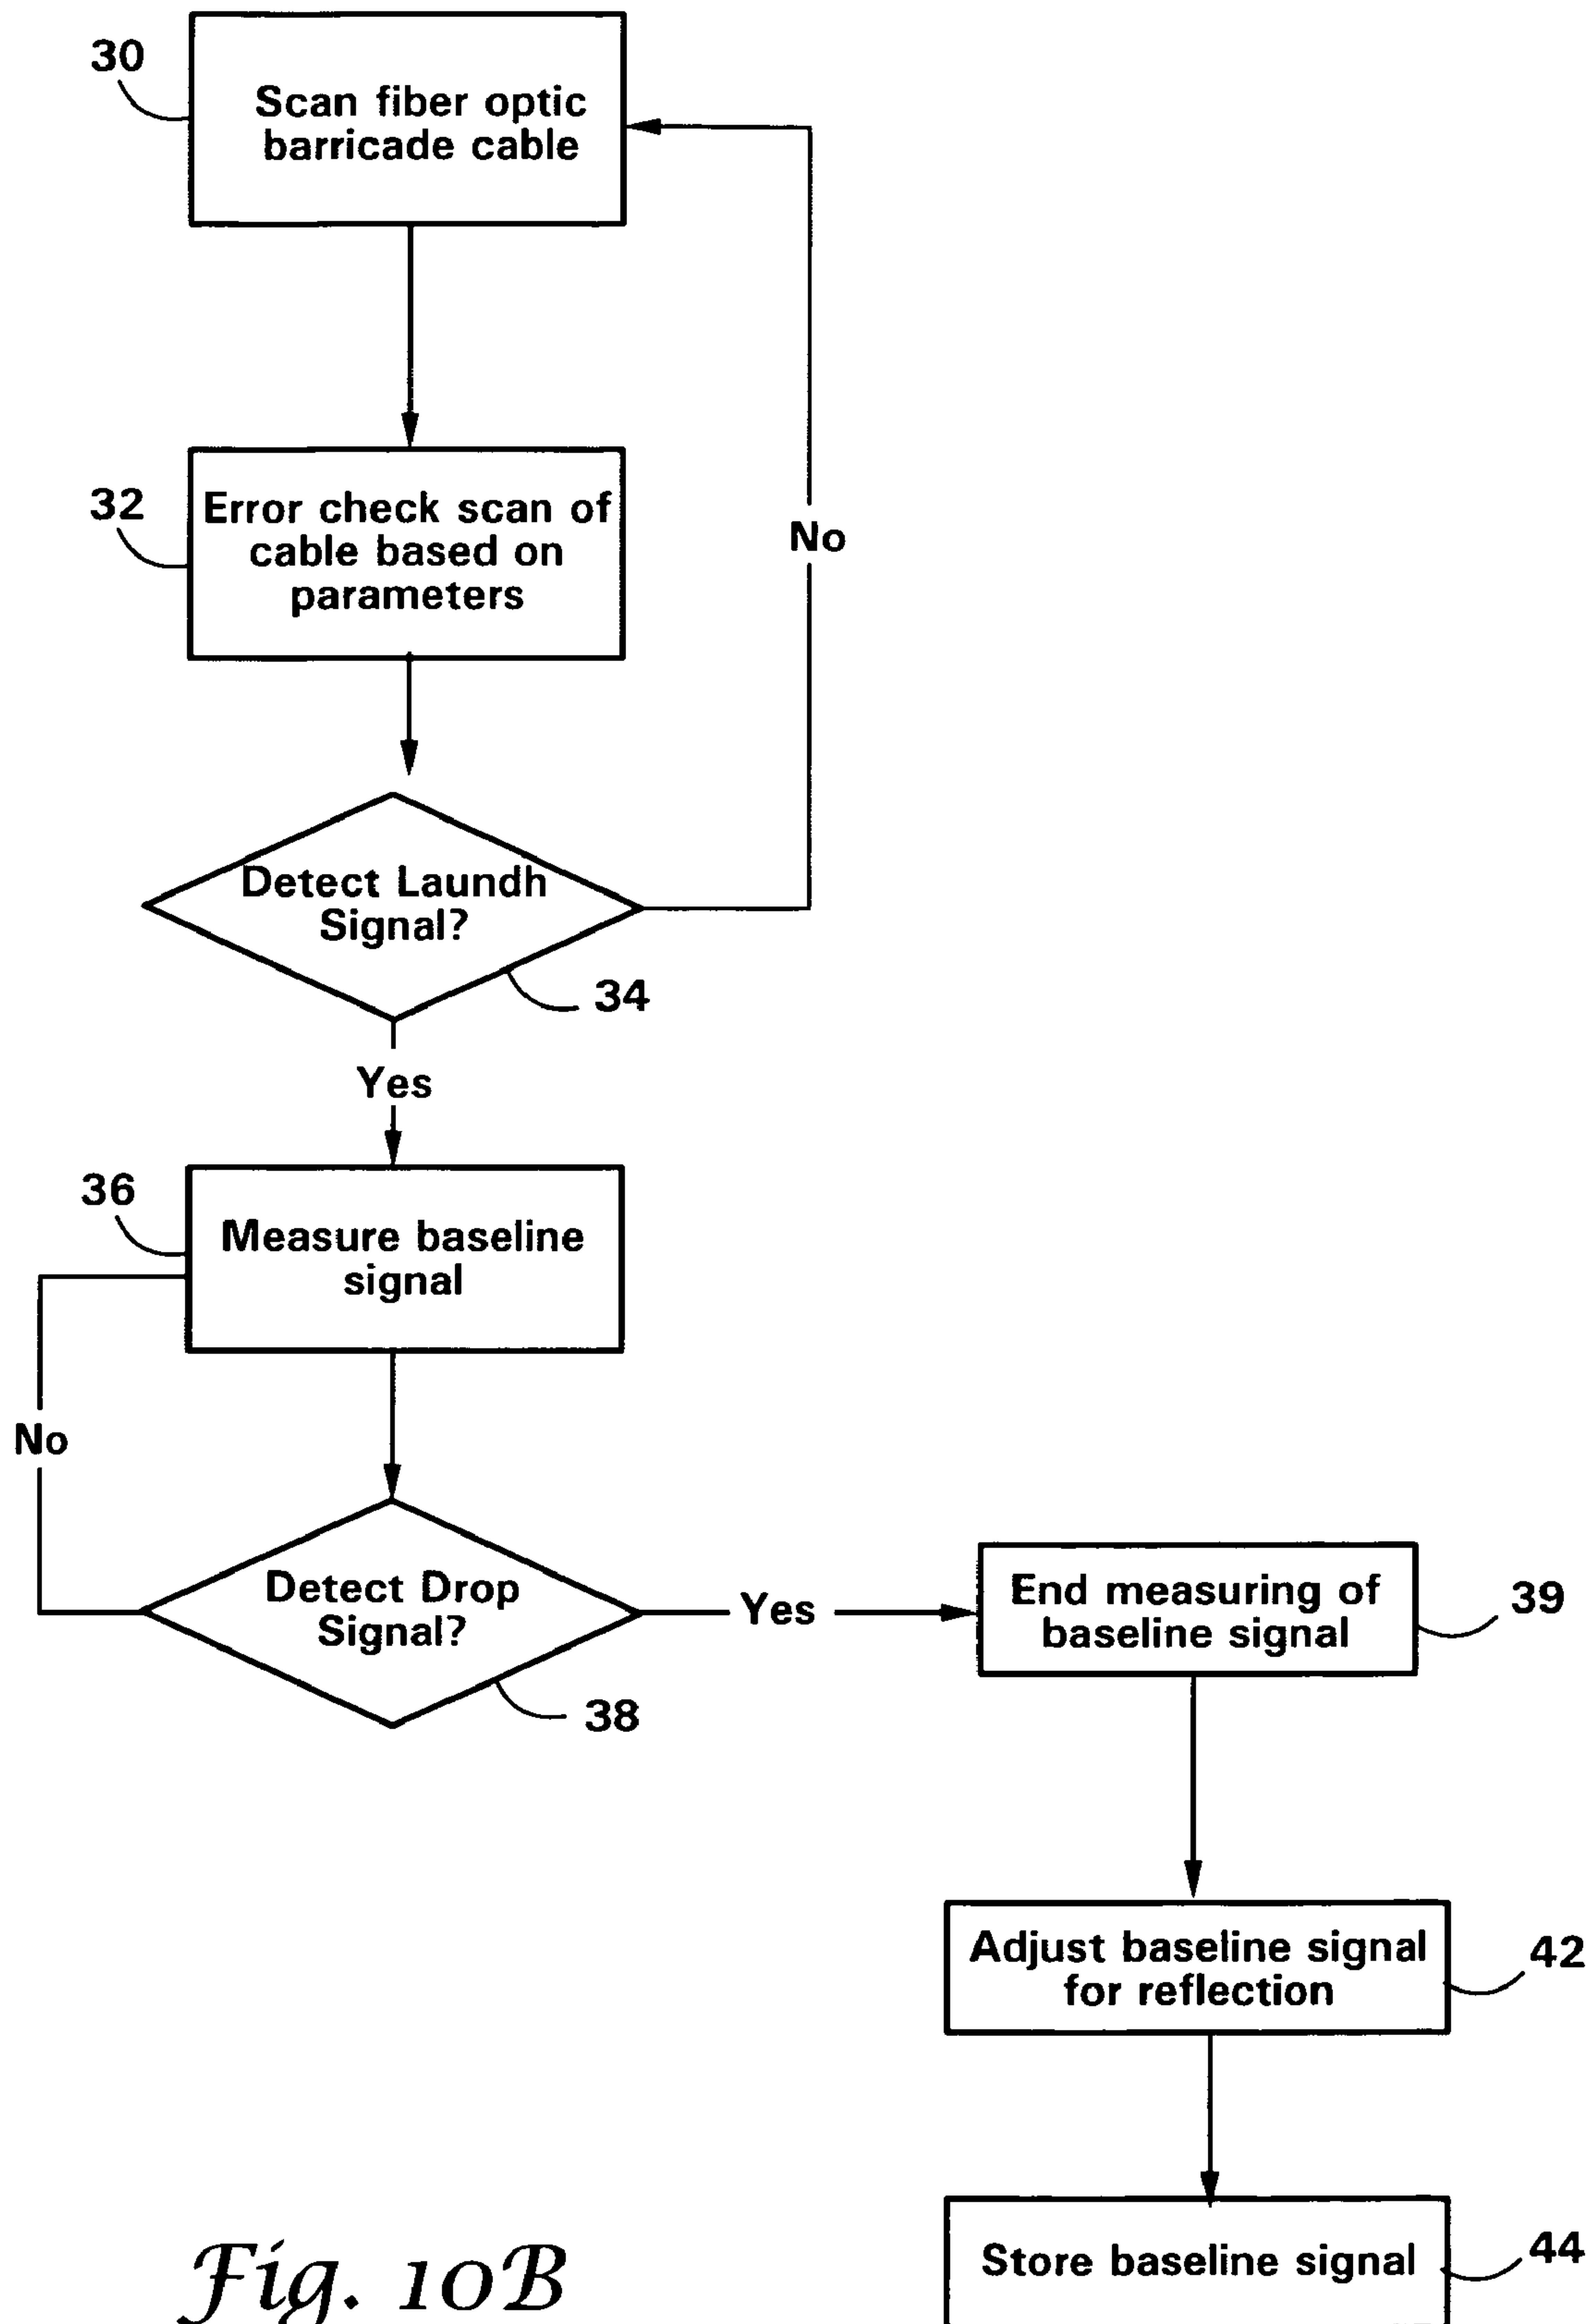 30
Scan fiber optic
barricade cable
32
Error check scan of
cable based on
parameters
No
Detect Laundh
Signal?
34
Yes
36
Measure baseline
signal
No
Detect Drop
Signal?
38
Yes
End measuring of
baseline signal
39
Adjust baseline signal
for reflection
42
Store baseline signal
44
Fig. 10B